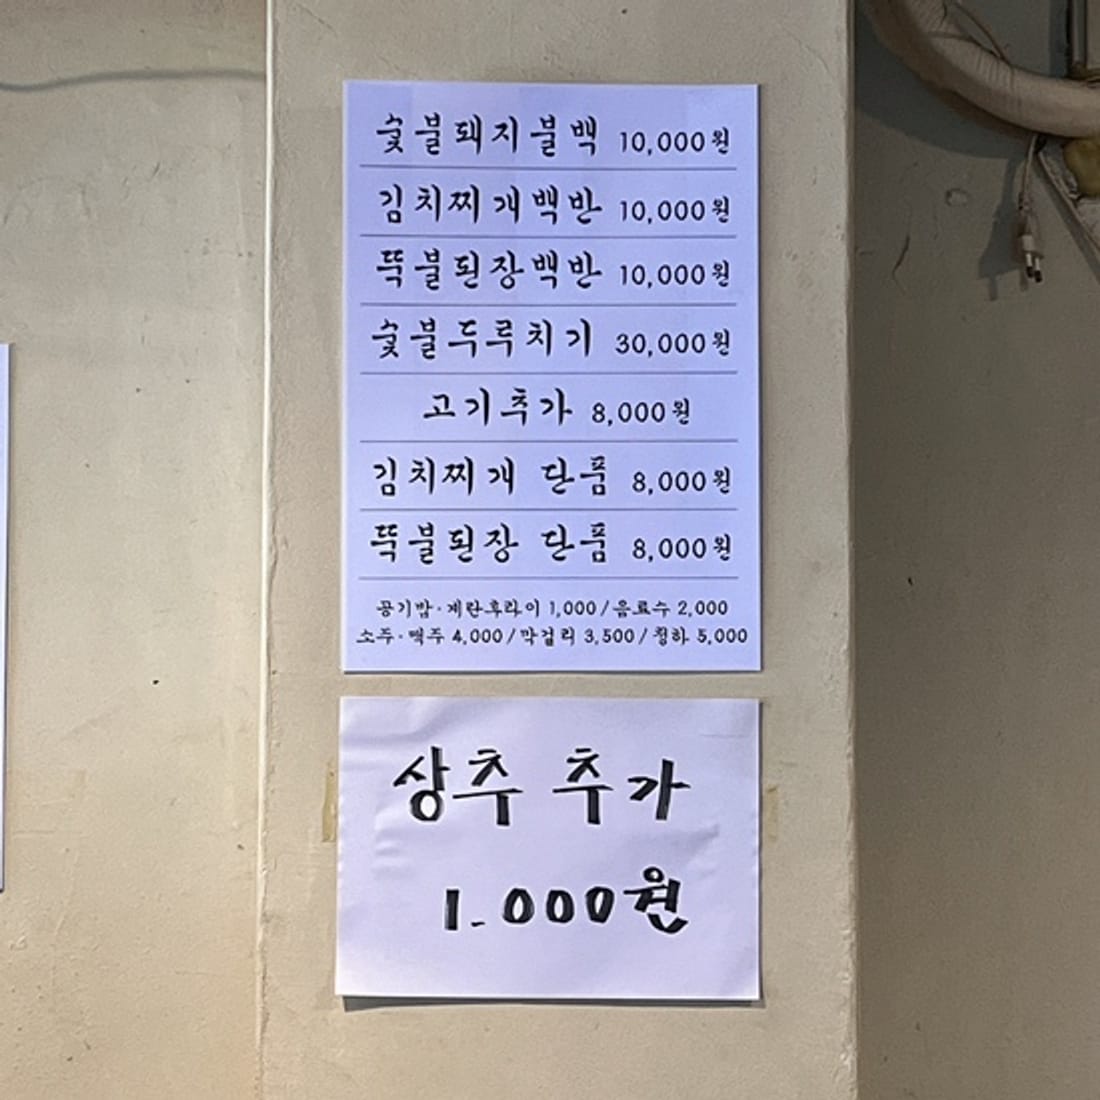 숯불돼지불백 10,000원
김치찌개백반 10,000원
뚝불된장백반 10,000원
숯불두루치기 30,000원
고기추가 8,000원
김치찌개 단품 8,000원
뚝불된장 단품 8,000원
공기밥·계란후라이 1,000/음료수 2,000
소주·맥주 4,000/막걸리 3,500/청하 5,000
상추 추가
1.000원